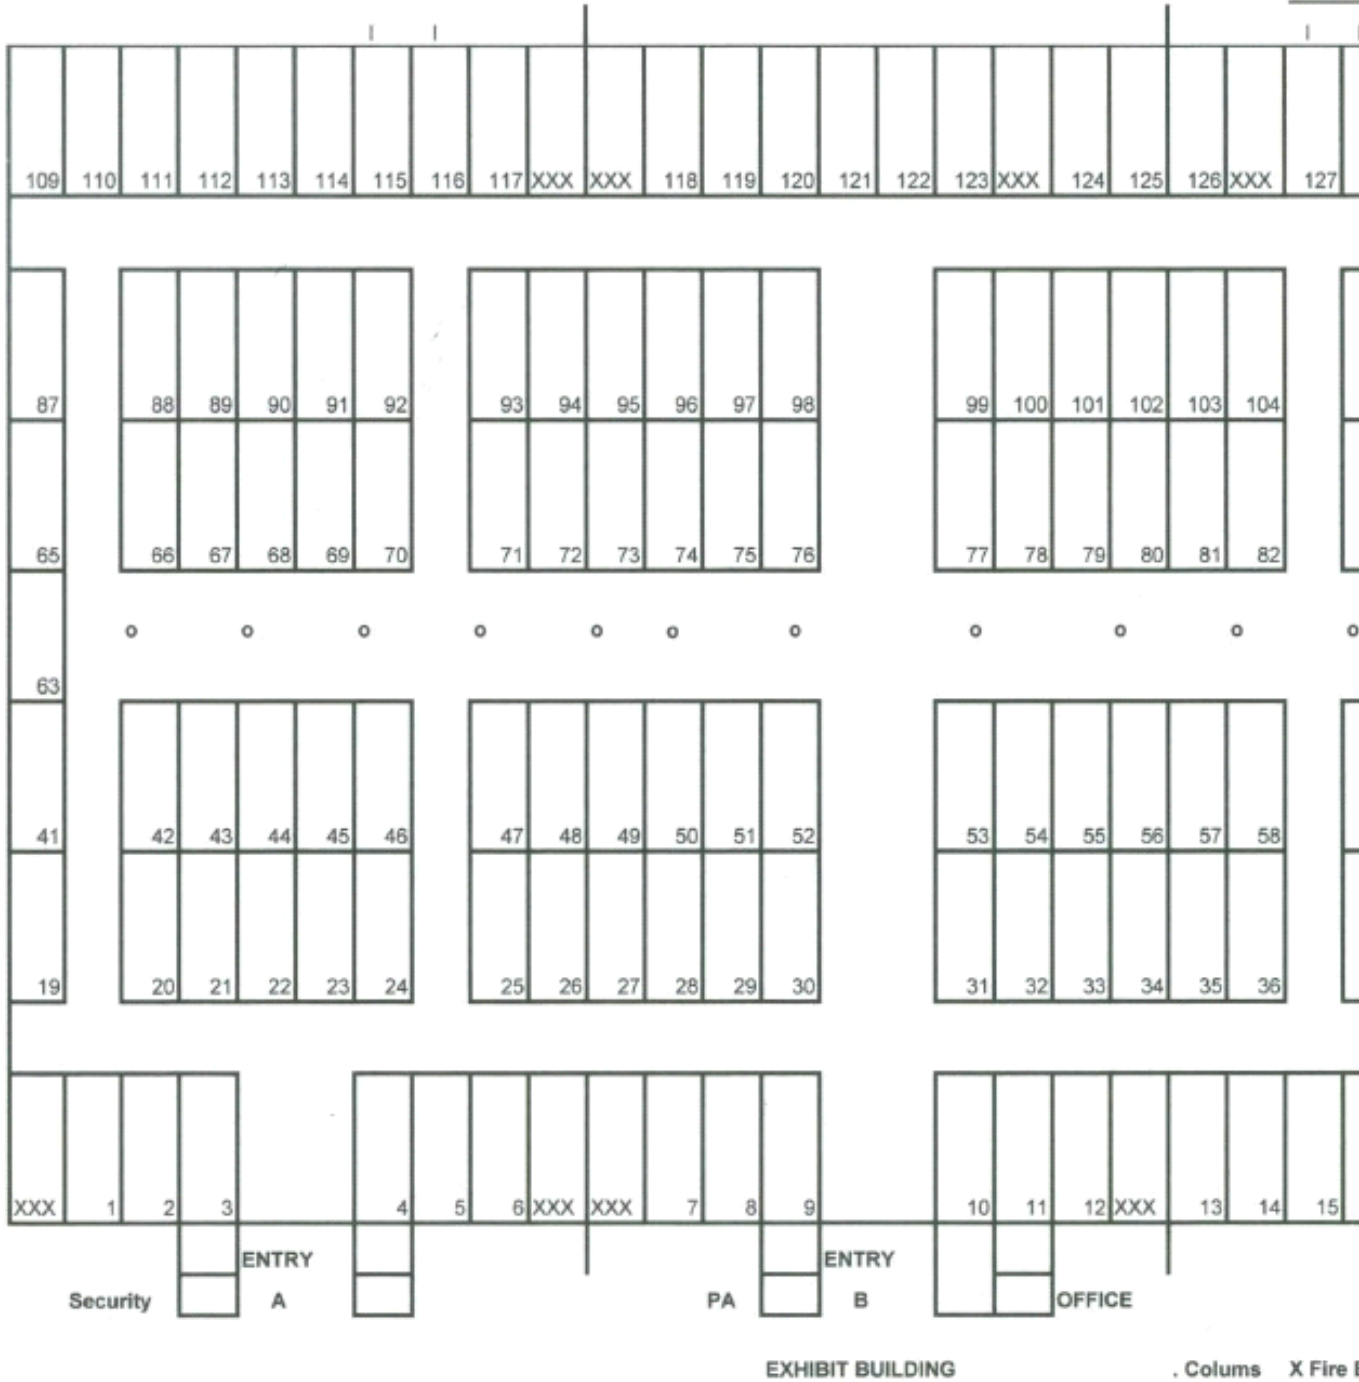 109 110 111 112 113 114 115 116 117 XXX XXX 118 119 120 121 122 123 XXX 124 125 126 XXX 127
87 88 89 90 91 92 93 94 95 96 97 98 99 100 101 102 103 104
65 66 67 68 69 70 71 72 73 74 75 76 77 78 79 80 81 82
o o o o o o o o o o o
63
41 42 43 44 45 46 47 48 49 50 51 52 53 54 55 56 57 58
19 20 21 22 23 24 25 26 27 28 29 30 31 32 33 34 35 36
XXX 1 2 3 4 5 6 XXX XXX 7 8 9 10 11 12 XXX 13 14 15
ENTRY ENTRY
Security A PA B OFFICE
EXHIBIT BUILDING . Colums X Fire